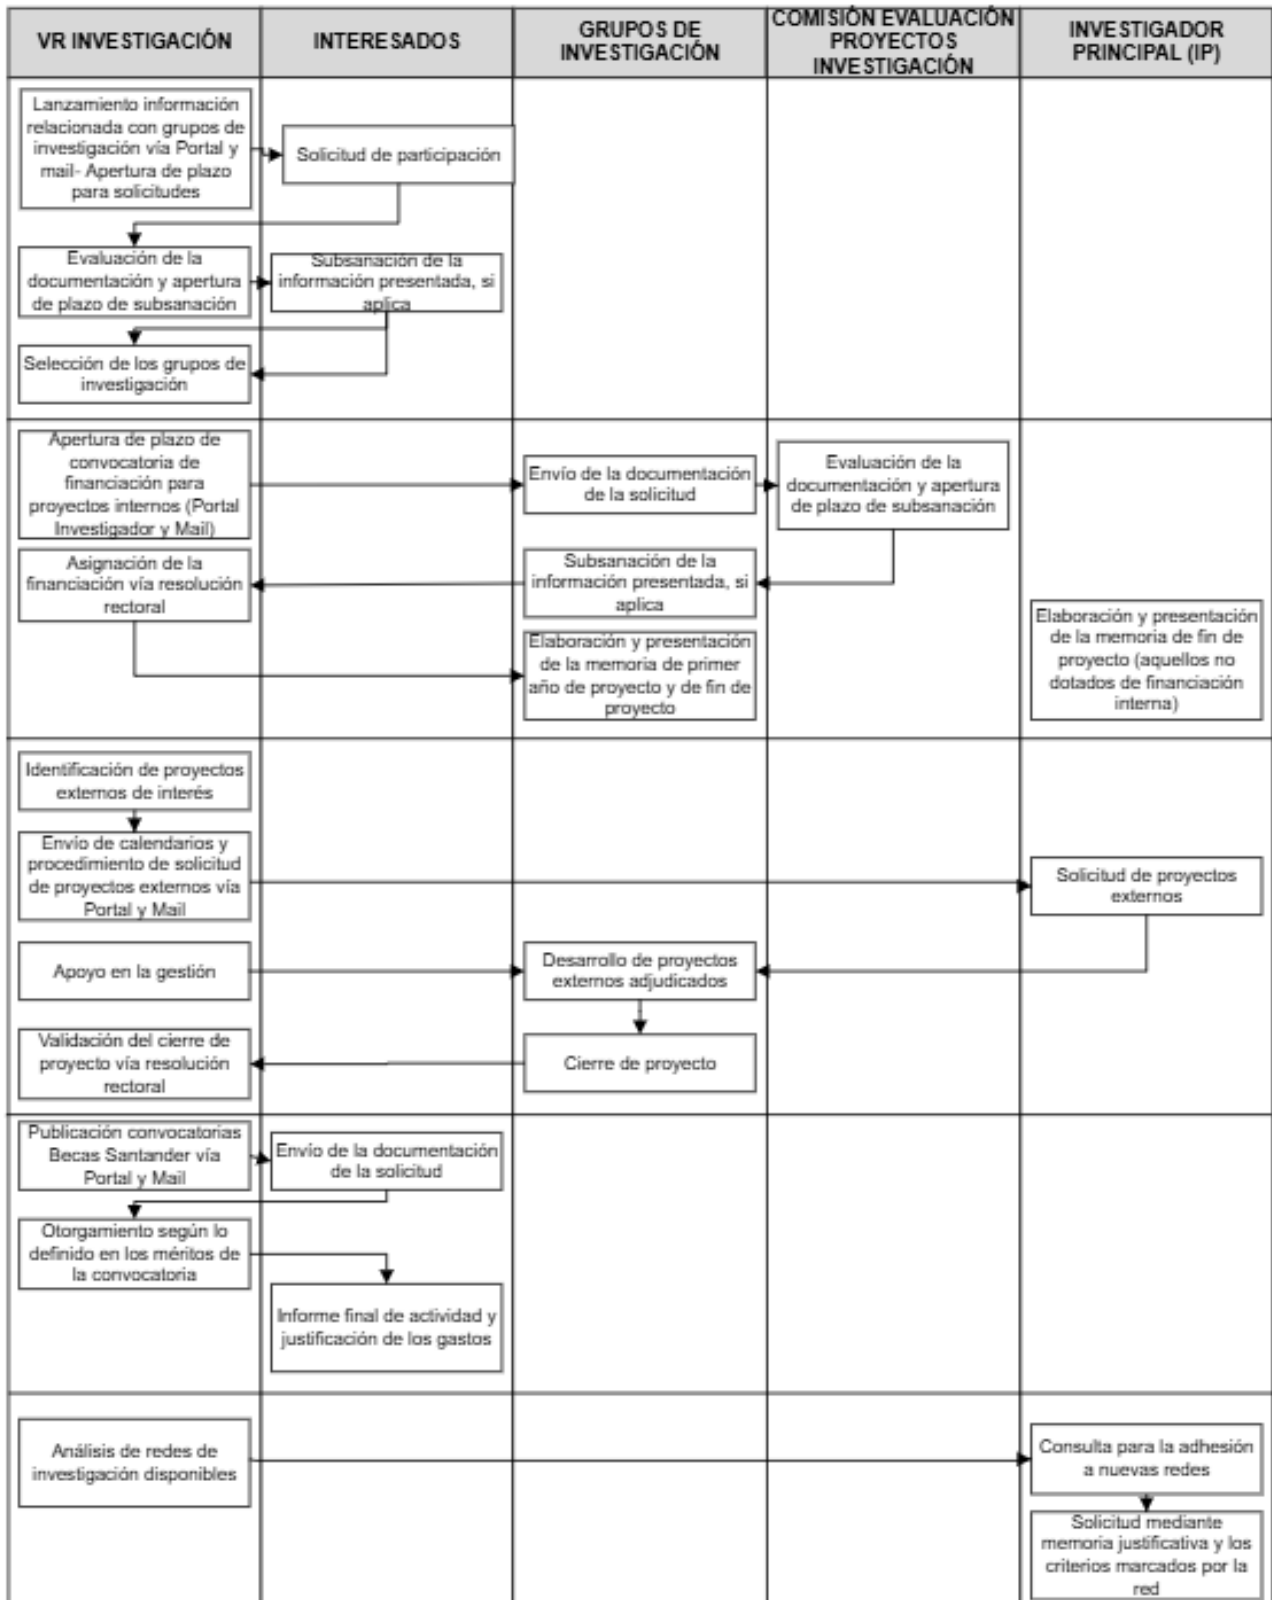 VR INVESTIGACIÓN
INTERESADOS
GRUPOS DE
INVESTIGACIÓN
COMISIÓN EVALUACIÓN
PROYECTOS
INVESTIGACIÓN
INVESTIGADOR
PRINCIPAL (IP)
Lanzamiento información
relacionada con grupos de
investigación vía Portal y
mail- Apertura de plazo
para solicitudes
Solicitud de participación
Evaluación de la
documentación y apertura
de plazo de subsanación
Subsanación de la
información presentada, si
aplica
Selección de los grupos de
investigación
Apertura de plazo de
convocatoria de
financiación para
proyectos internos (Portal
Investigador y Mail)
Envío de la documentación
de la solicitud
Evaluación de la
documentación y apertura
de plazo de subsanación
Asignación de la
financiación vía resolución
rectoral
Subsanación de la
información presentada, si
aplica
Elaboración y presentación
de la memoria de primer
año de proyecto y de fin de
proyecto
Elaboración y presentación
de la memoria de fin de
proyecto (aquellos no
dotados de financiación
interna)
Identificación de proyectos
externos de interés
Envío de calendarios y
procedimiento de solicitud
de proyectos externos vía
Portal y Mail
Solicitud de proyectos
externos
Apoyo en la gestión
Desarrollo de proyectos
externos adjudicados
Validación del cierre de
proyecto vía resolución
rectoral
Cierre de proyecto
Publicación convocatorias
Becas Santander vía
Portal y Mail
Envío de la documentación
de la solicitud
Otorgamiento según lo
definido en los méritos de
la convocatoria
Informe final de actividad y
justificación de los gastos
Análisis de redes de
investigación disponibles
Consulta para la adhesión
a nuevas redes
Solicitud mediante
memoria justificativa y los
criterios marcados por la
red